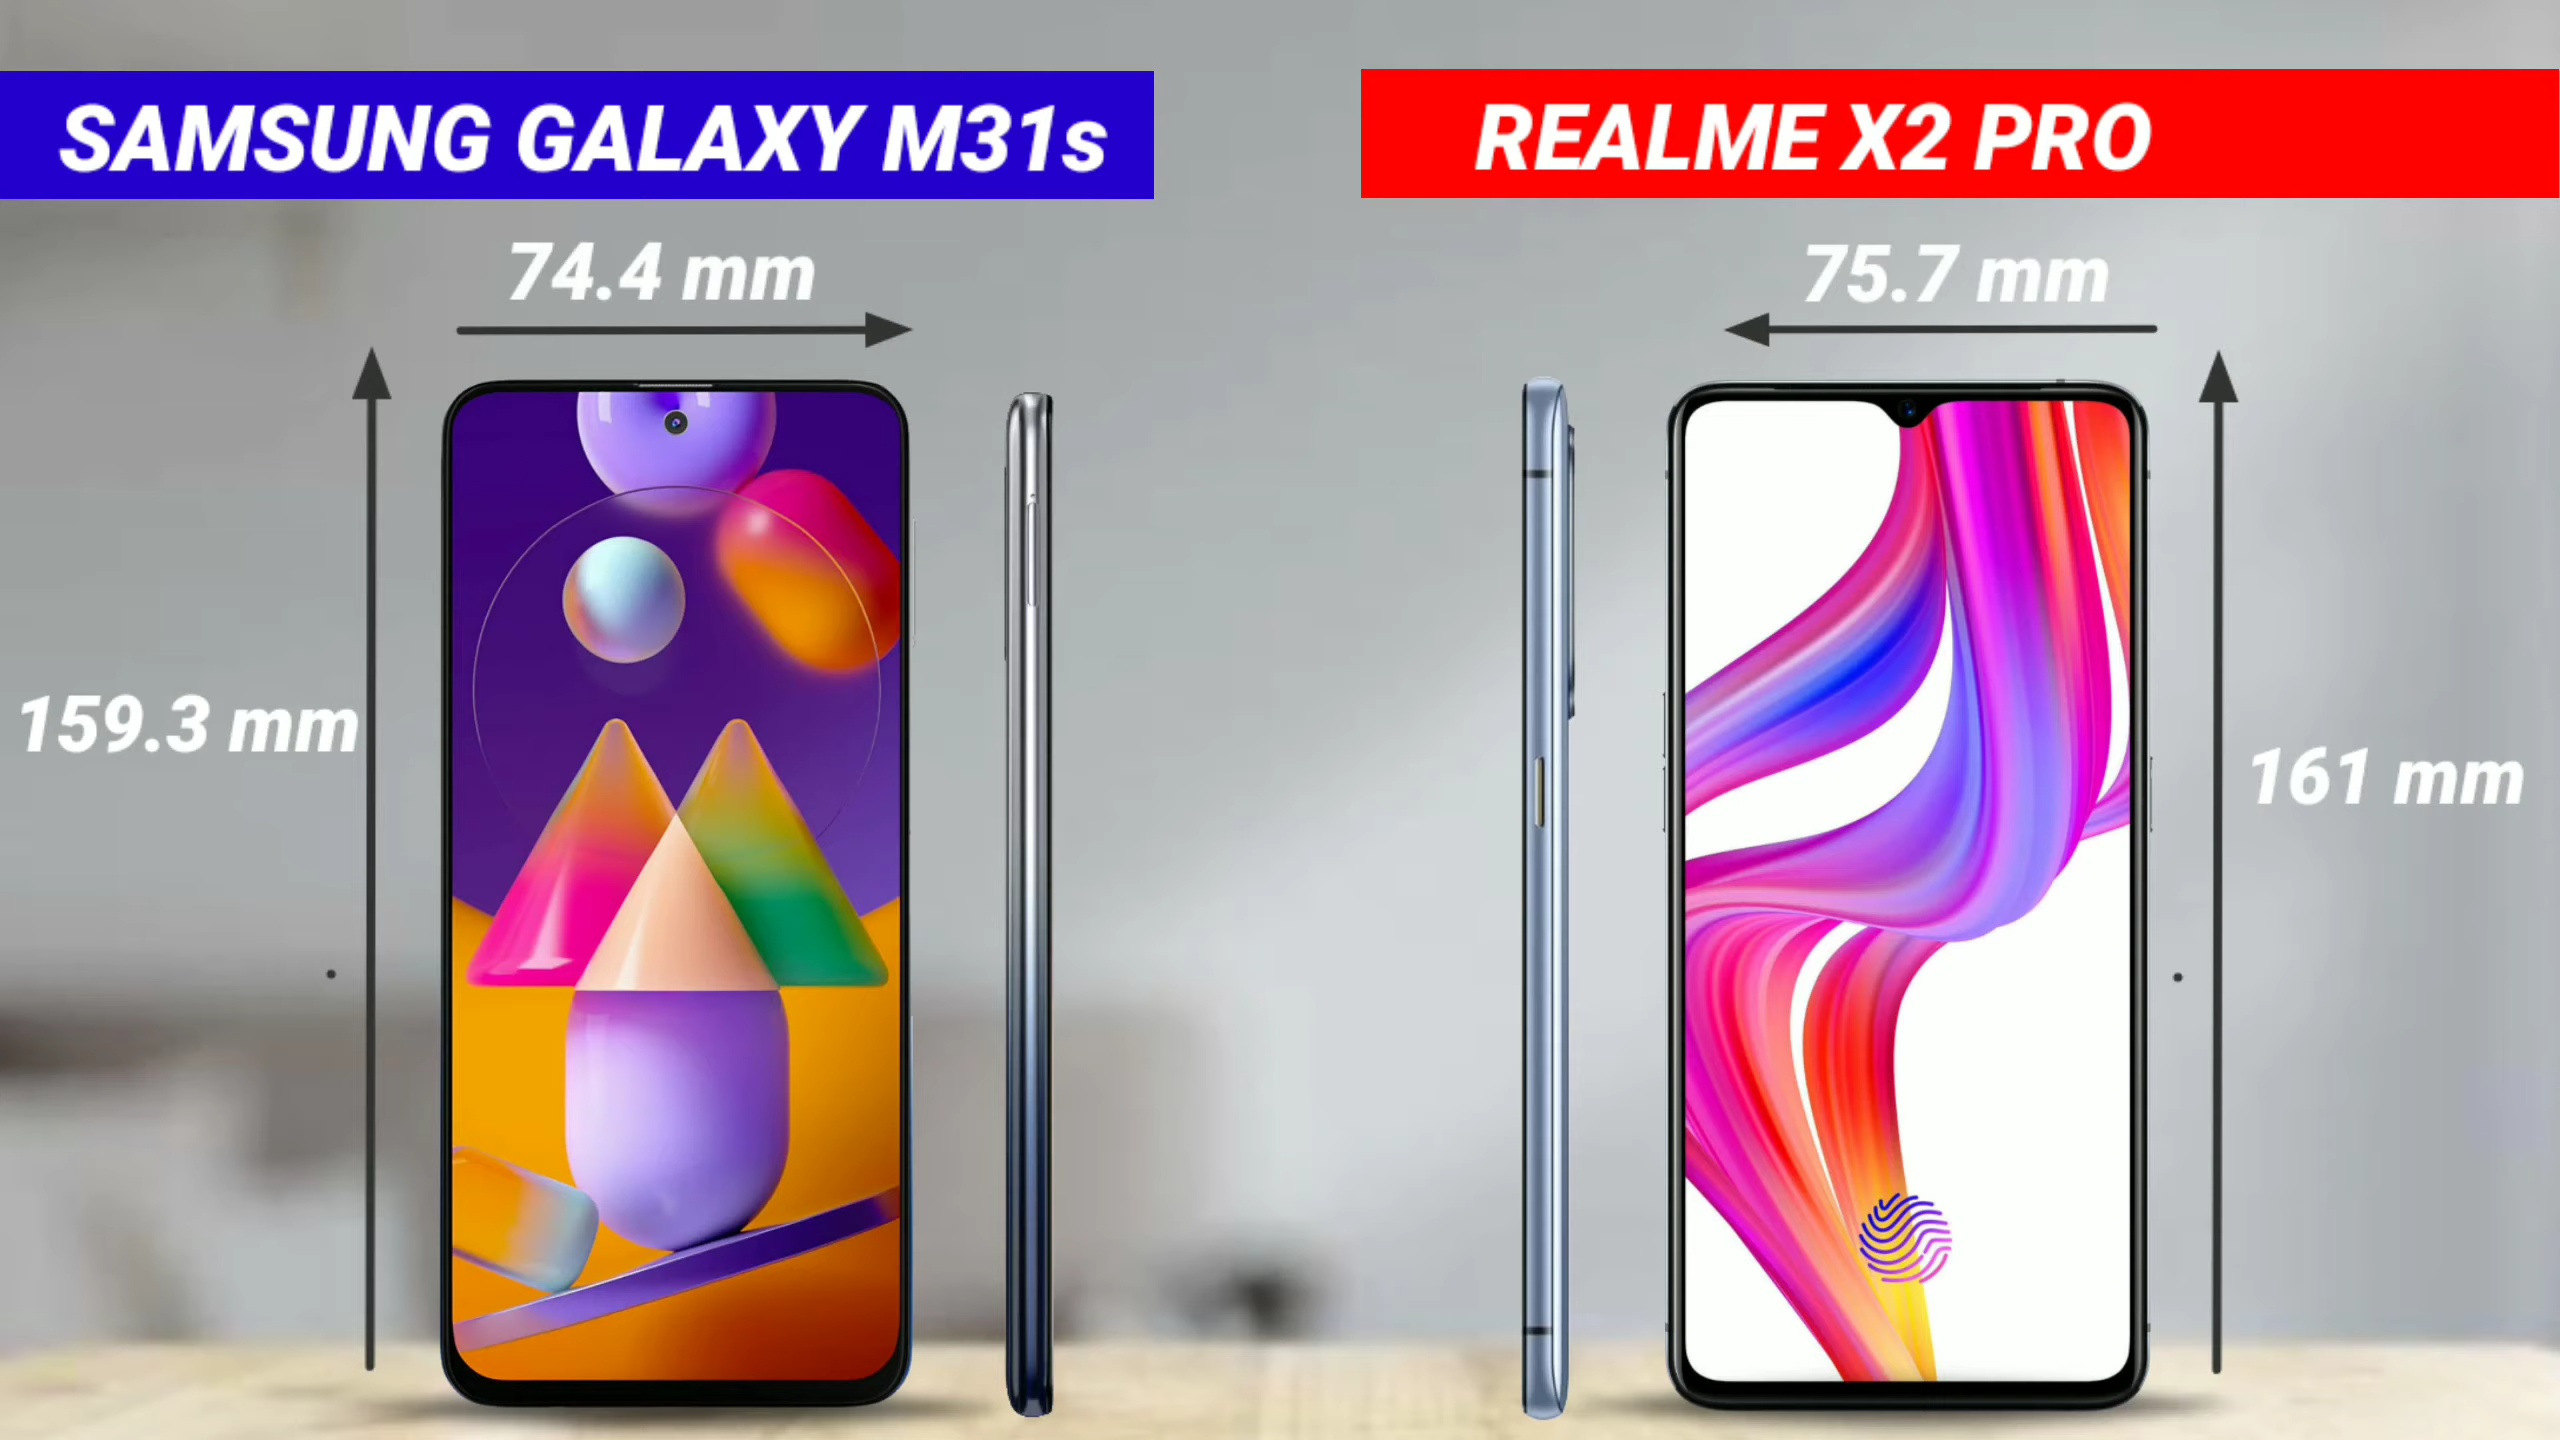 SAMSUNG GALAXY M31s
REALME X2 PRO
74.4 mm
75.7 mm
159.3 mm
161 mm